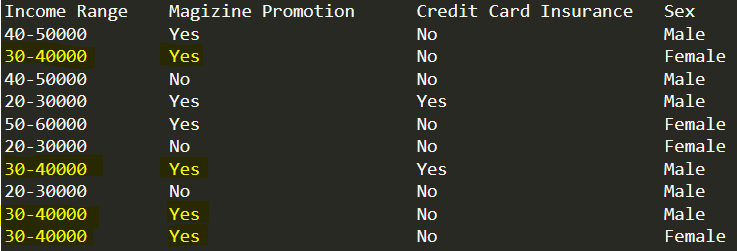 Income Range Magizine Promotion Credit Card Insurance Sex
40-50000 Yes No Male
30-40000 Yes No Female
40-50000 No No Male
20-30000 Yes Yes Male
50-60000 Yes No Female
20-30000 No No Female
30-40000 Yes Yes Male
20-30000 No No Male
30-40000 Yes No Male
30-40000 Yes No Female